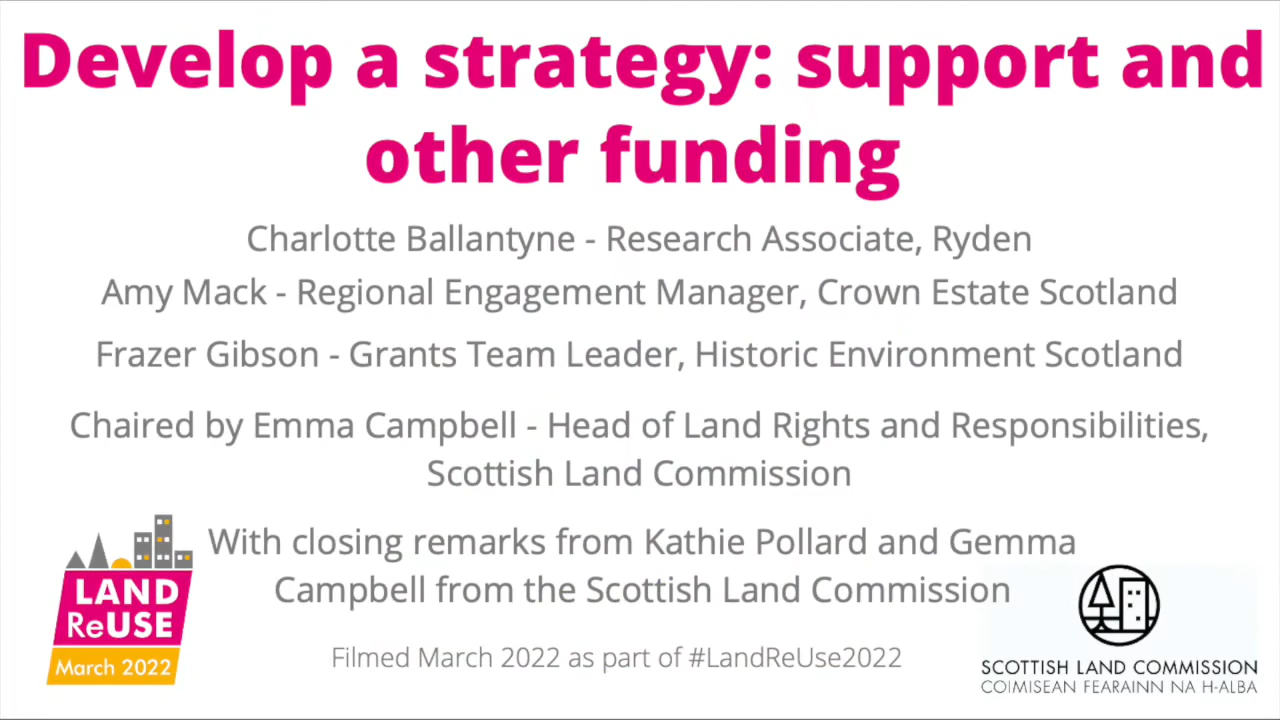 Develop a strategy: support and
other funding
Charlotte Ballantyne - Research Associate, Ryden
Amy Mack - Regional Engagement Manager, Crown Estate Scotland
Frazer Gibson - Grants Team Leader, Historic Environment Scotland
Chaired by Emma Campbell - Head of Land Rights and Responsibilities,
Scottish Land Commission
With closing remarks from Kathie Pollard and Gemma
Campbell from the Scottish Land Commission
Filmed March 2022 as part of #LandReUse2022
LAND
ReUSE
March 2022
SCOTTISH LAND COMMISSION
COIMISEAN FEARAINN NA H-ALBA